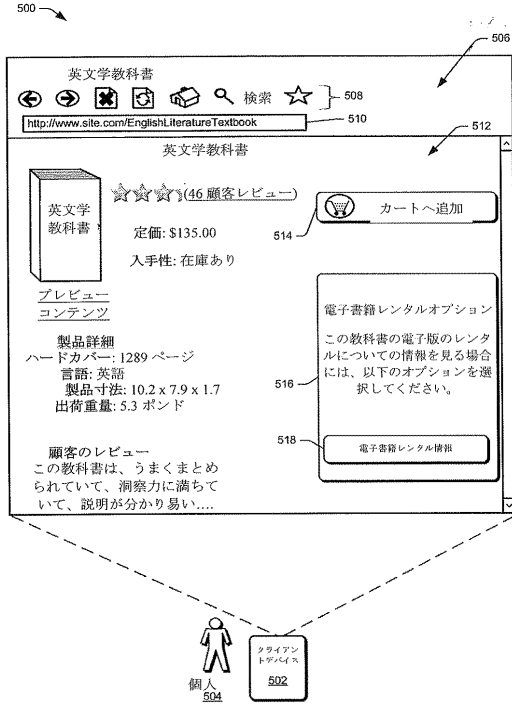 500
506
英文学教科書
検索
508
http://www.site.com/EnglishLiteratureTextbook
510
英文学教科書
512
英文学
教科書
(46 顧客レビュー)
定価: $135.00
入手性: 在庫あり
カートへ追加
514
プレビュー
コンテンツ
製品詳細
ハードカバー: 1289 ページ
言語: 英語
製品寸法: 10.2 x 7.9 x 1.7
出荷重量: 5.3 ポンド
電子書籍レンタルオプション
この教科書の電子版のレンタ
ルについての情報を見る場合
には、以下のオプションを選
択してください。
516
518
電子書籍レンタル情報
顧客のレビュー
この教科書は、うまくまとめ
られていて、洞察力に満ちて
いて、説明が分かり易い....
クライアン
トデバイス
502
個人
504